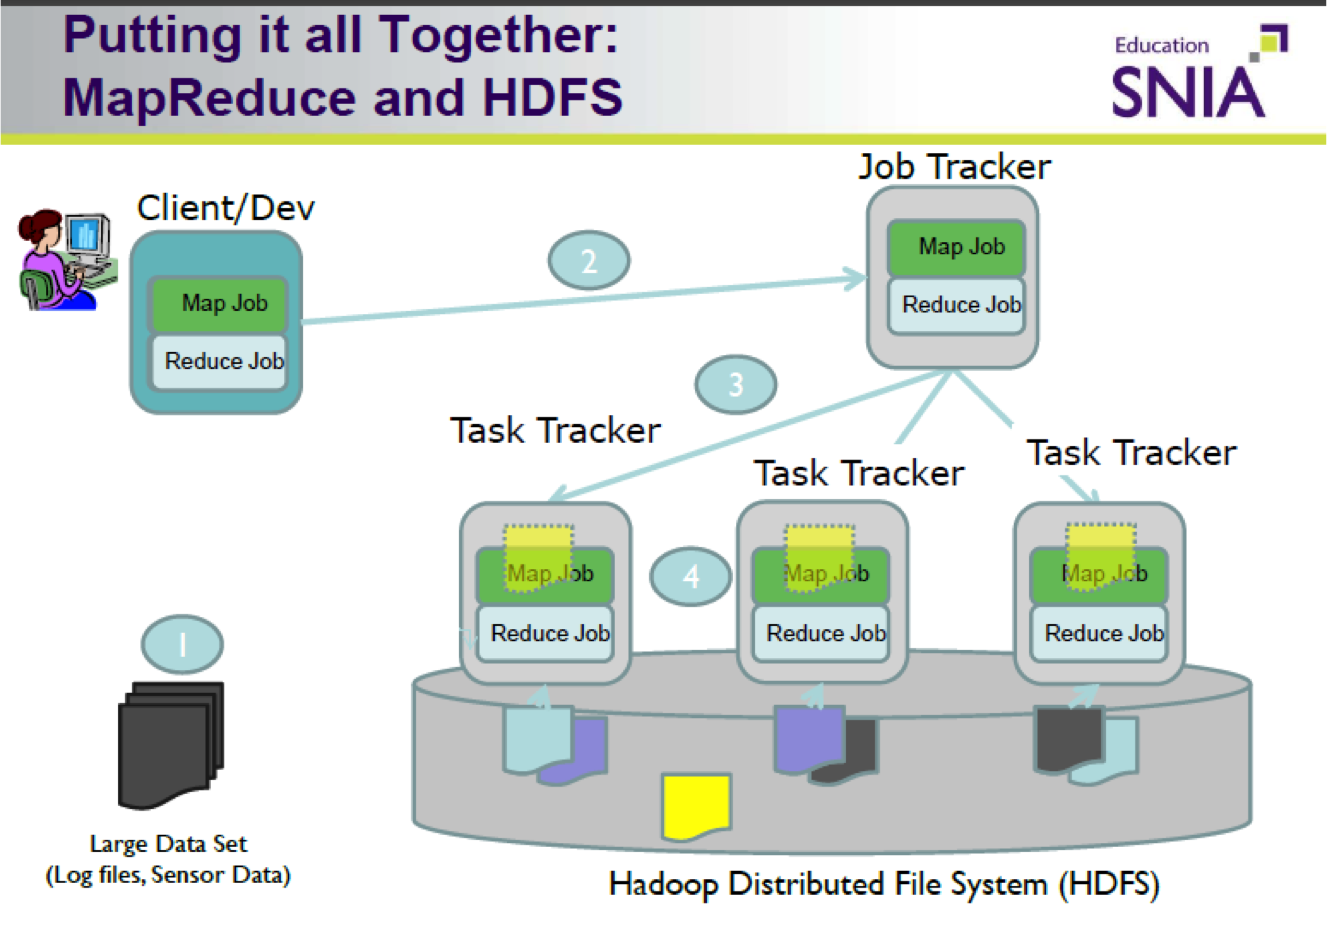 Putting it all Together:
MapReduce and HDFS
Education
SNIA
Job Tracker
Client/Dev
Map Job
Reduce Job
2
Map Job
Reduce Job
3
Task Tracker
Task Tracker
Task Tracker
Map Job
Reduce Job
4
Map Job
Reduce Job
Map Job
Reduce Job
1
Large Data Set
(Log files, Sensor Data)
Hadoop Distributed File System (HDFS)